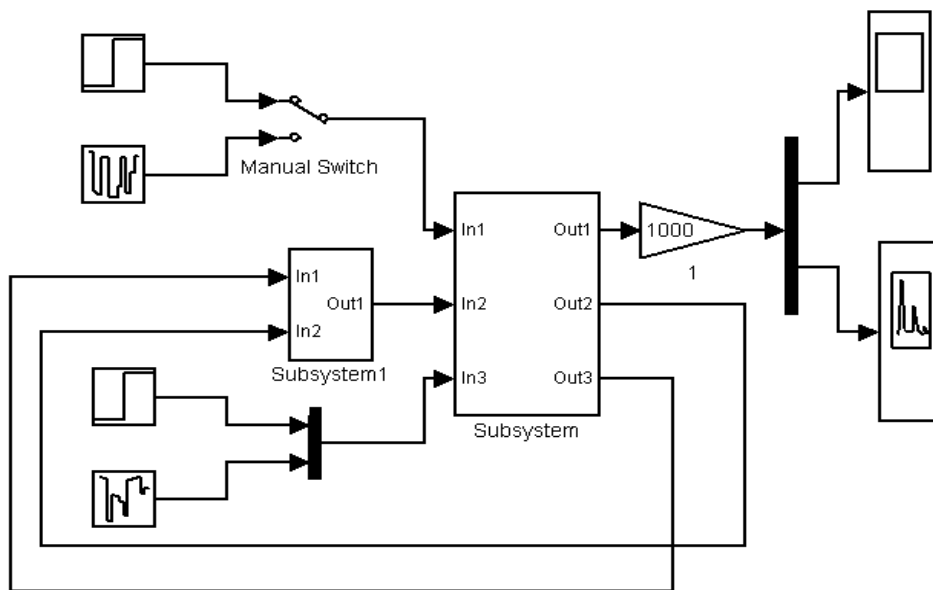 Manual Switch
In1
Out1
1000
1
In1
Out1
In2
In2
Out2
Subsystem1
In3
Out3
Subsystem